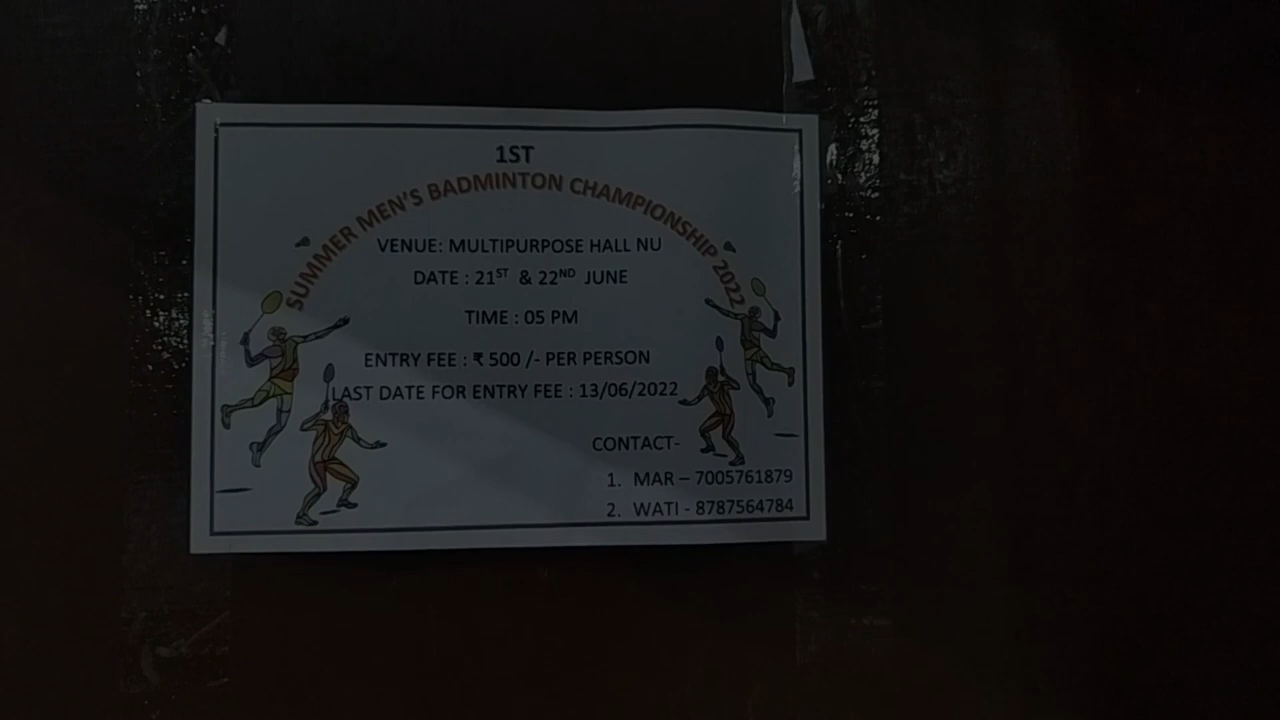 1ST
SUMMER MEN'S BADMINTON CHAMPIONSHIP 2022
VENUE: MULTIPURPOSE HALL NU
DATE : 21ST & 22ND JUNE
TIME : 05 PM
ENTRY FEE : ₹ 500 /- PER PERSON
LAST DATE FOR ENTRY FEE : 13/06/2022
CONTACT-
1. MAR – 7005761879
2. WATI - 8787564784